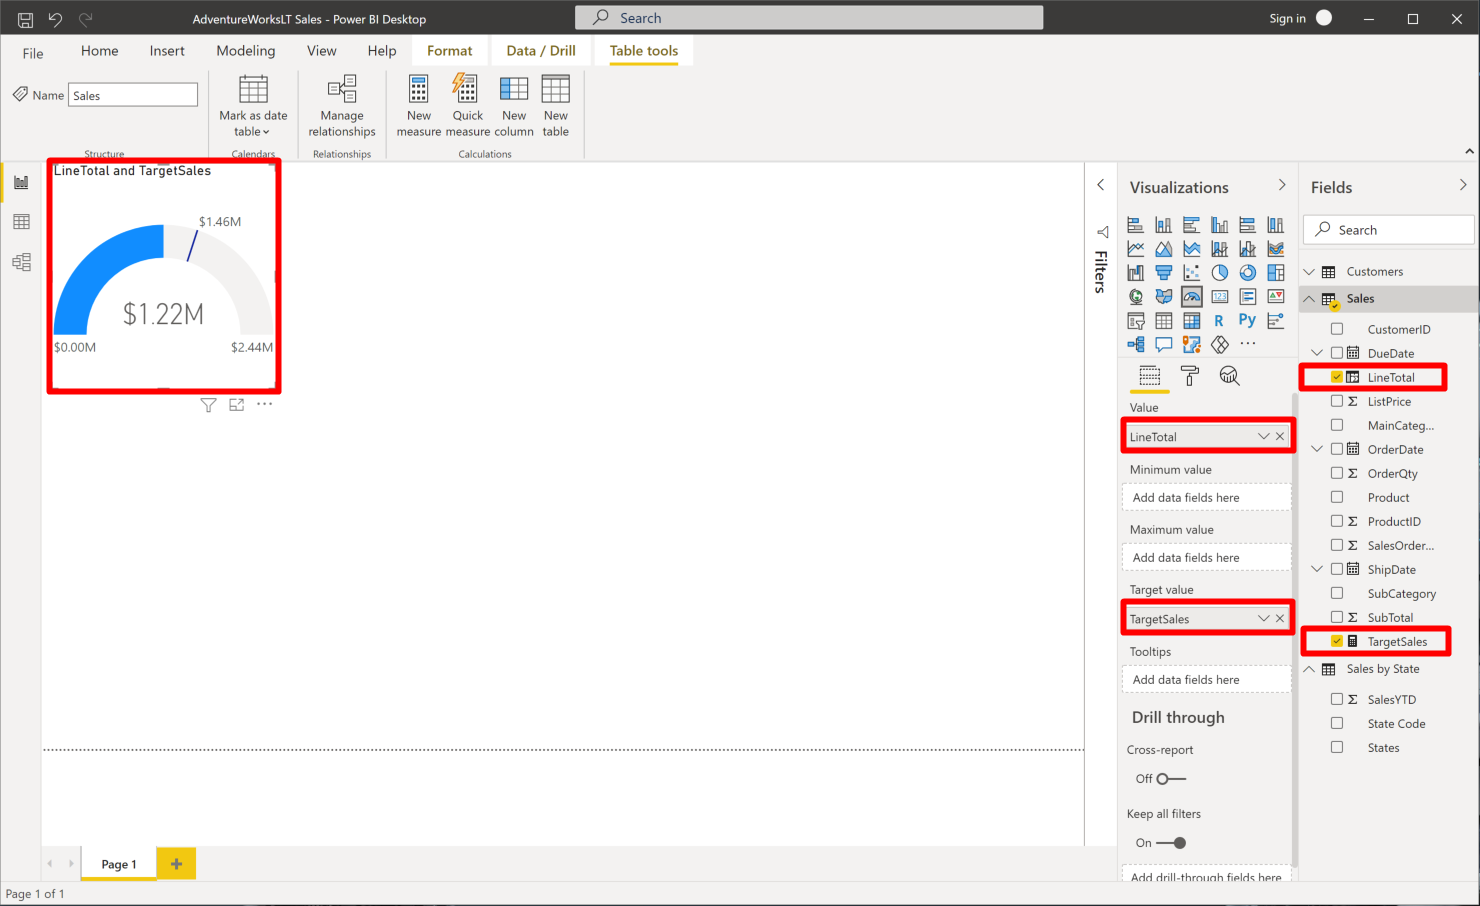 AdventureWorksLT Sales - Power BI Desktop
Search
Sign in
File
Home
Insert
Modeling
View
Help
Format
Data / Drill
Table tools
Name
Sales
Mark as date
table
Manage
relationships
New
measure
Quick
measure
New
column
New
table
Structure
Calendars
Relationships
Calculations
LineTotal and TargetSales
$1.46M
$1.22M
$0.00M
$2.44M
Filters
Visualizations
123
R
Py
Value
LineTotal
Minimum value
Add data fields here
Maximum value
Add data fields here
Target value
TargetSales
Tooltips
Add data fields here
Drill through
Cross-report
Off
Keep all filters
On
Add drill-through fields here
Fields
Search
Customers
Sales
CustomerID
DueDate
LineTotal
Σ ListPrice
MainCateg...
OrderDate
Σ OrderQty
Product
Σ ProductID
Σ SalesOrder...
ShipDate
SubCategory
Σ SubTotal
TargetSales
Sales by State
Σ SalesYTD
State Code
States
Page 1
Page 1 of 1